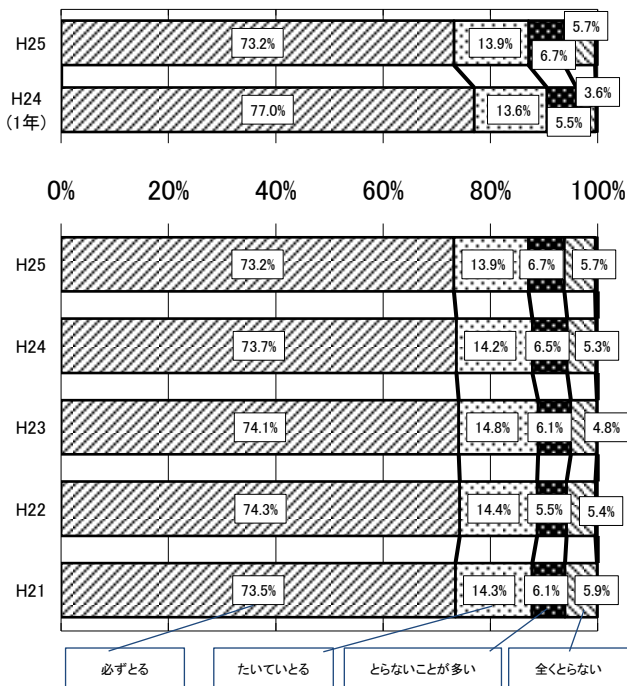 H25 73.2% 13.9% 6.7% 5.7%
H24
(1年) 77.0% 13.6% 5.5% 3.6%
0% 20% 40% 60% 80% 100%
H25 73.2% 13.9% 6.7% 5.7%
H24 73.7% 14.2% 6.5% 5.3%
H23 74.1% 14.8% 6.1% 4.8%
H22 74.3% 14.4% 5.5% 5.4%
H21 73.5% 14.3% 6.1% 5.9%
必ずとる たいていとる とらないことが多い 全くとらない